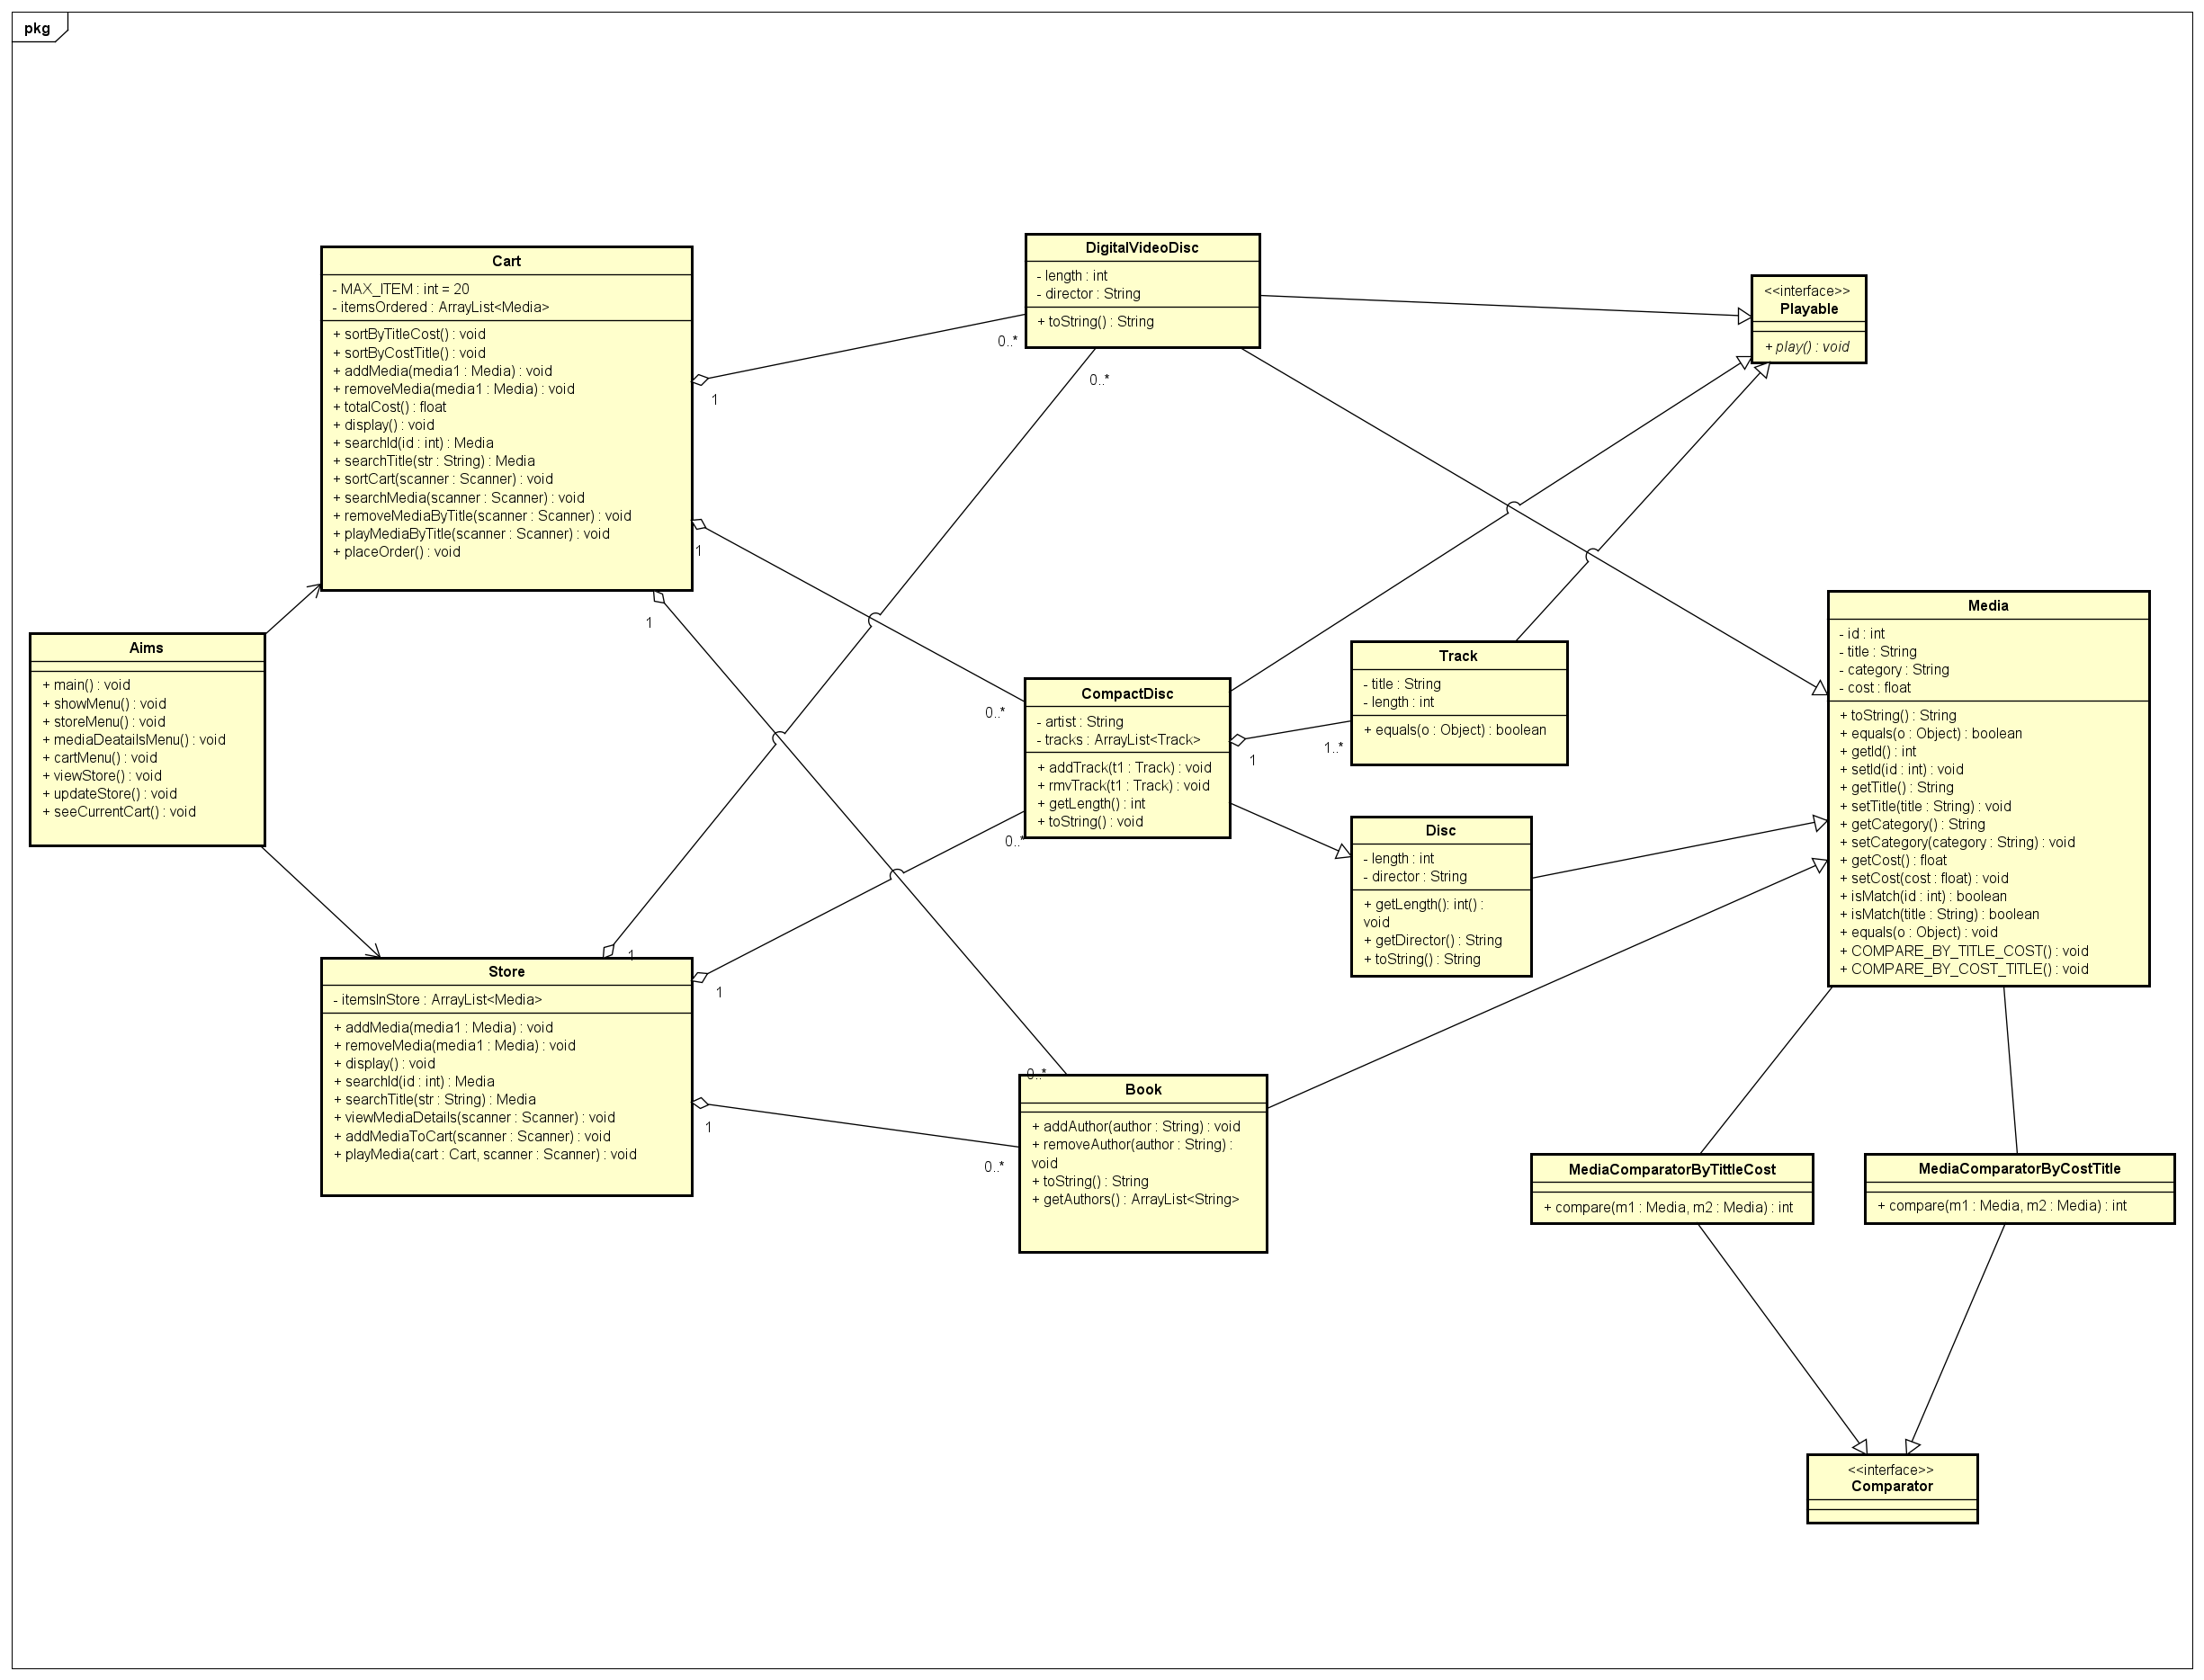 pkg
Cart
- MAX_ITEM : int = 20
- itemsOrdered : ArrayList<Media>
+ sortByTitleCost() : void
+ sortByCostTitle() : void
+ addMedia(media1 : Media) : void
+ removeMedia(media1 : Media) : void
+ totalCost() : float
+ display() : void
+ searchId(id : int) : Media
+ searchTitle(str : String) : Media
+ sortCart(scanner : Scanner) : void
+ searchMedia(scanner : Scanner) : void
+ removeMediaByTitle(scanner : Scanner) : void
+ playMediaByTitle(scanner : Scanner) : void
+ placeOrder() : void
1
1
1
DigitalVideoDisc
- length : int
- director : String
+ toString() : String
0..*
0..*
<<interface>>
Playable
+ play() : void
Aims
+ main() : void
+ showMenu() : void
+ storeMenu() : void
+ mediaDeatailsMenu() : void
+ cartMenu() : void
+ viewStore() : void
+ updateStore() : void
+ seeCurrentCart() : void
CompactDisc
- artist : String
- tracks : ArrayList<Track>
+ addTrack(t1 : Track) : void
+ rmvTrack(t1 : Track) : void
+ getLength() : int
+ toString() : void
0..*
0..*
1
1..*
Track
- title : String
- length : int
+ equals(o : Object) : boolean
Disc
- length : int
- director : String
+ getLength(): int() :
void
+ getDirector() : String
+ toString() : String
Media
- id : int
- title : String
- category : String
- cost : float
+ toString() : String
+ equals(o : Object) : boolean
+ getId() : int
+ setId(id : int) : void
+ getTitle() : String
+ setTitle(title : String) : void
+ getCategory() : String
+ setCategory(category : String) : void
+ getCost() : float
+ setCost(cost : float) : void
+ isMatch(id : int) : boolean
+ isMatch(title : String) : boolean
+ equals(o : Object) : void
+ COMPARE_BY_TITLE_COST() : void
+ COMPARE_BY_COST_TITLE() : void
Store
- itemsInStore : ArrayList<Media>
+ addMedia(media1 : Media) : void
+ removeMedia(media1 : Media) : void
+ display() : void
+ searchId(id : int) : Media
+ searchTitle(str : String) : Media
+ viewMediaDetails(scanner : Scanner) : void
+ addMediaToCart(scanner : Scanner) : void
+ playMedia(cart : Cart, scanner : Scanner) : void
1
1
1
0..*
0..*
Book
+ addAuthor(author : String) : void
+ removeAuthor(author : String) :
void
+ toString() : String
+ getAuthors() : ArrayList<String>
MediaComparatorByTittleCost
+ compare(m1 : Media, m2 : Media) : int
MediaComparatorByCostTitle
+ compare(m1 : Media, m2 : Media) : int
<<interface>>
Comparator